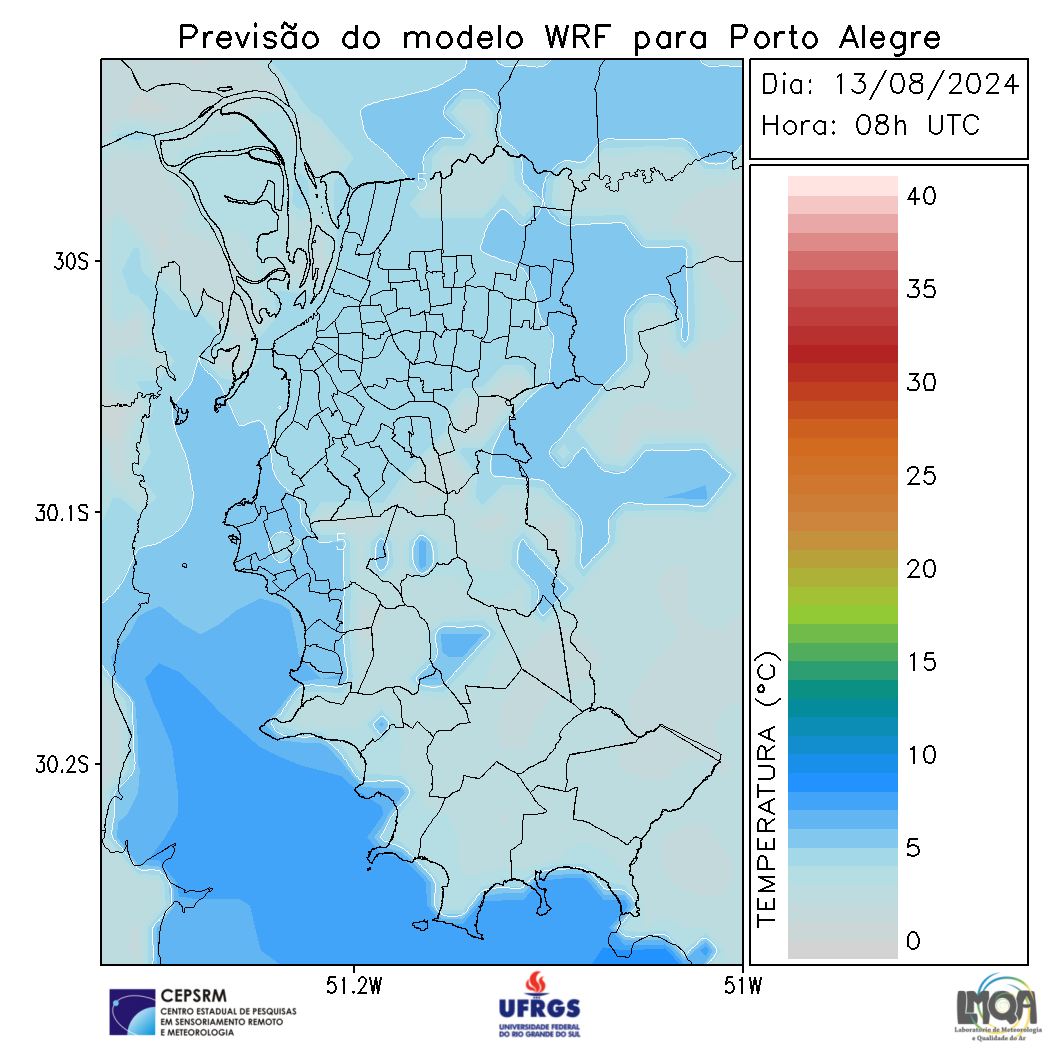 Previsão do modelo WRF para Porto Alegre
Dia: 13/08/2024
Hora: 08h UTC
30S
30.1S
30.2S
51.2W
51W
5
5
TEMPERATURA (°C)
40
35
30
25
20
15
10
5
0
CEPSRM
CENTRO ESTADUAL DE PESQUISAS
EM SENSORIAMENTO REMOTO
E METEOROLOGIA
UFRGS
UNIVERSIDADE FEDERAL
DO RIO GRANDE DO SUL
LMQA
Laboratório de Meteorologia
e Qualidade do Ar